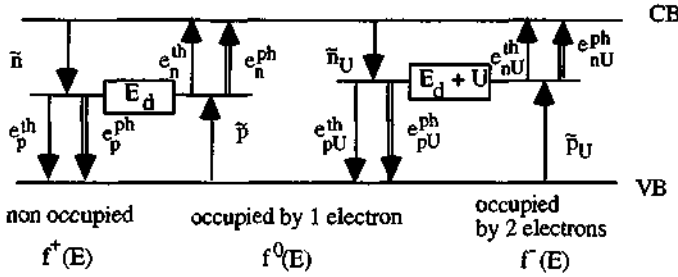 CB
ñ e_n^th e_n^ph ñ_U e_nU^th e_nU^ph
E_d E_d + U
e_p^th e_p^ph p̃ e_pU^th e_pU^ph p̃_U
VB
non occupied occupied by 1 electron occupied
by 2 electrons
f^+(E) f^0(E) f^-(E)